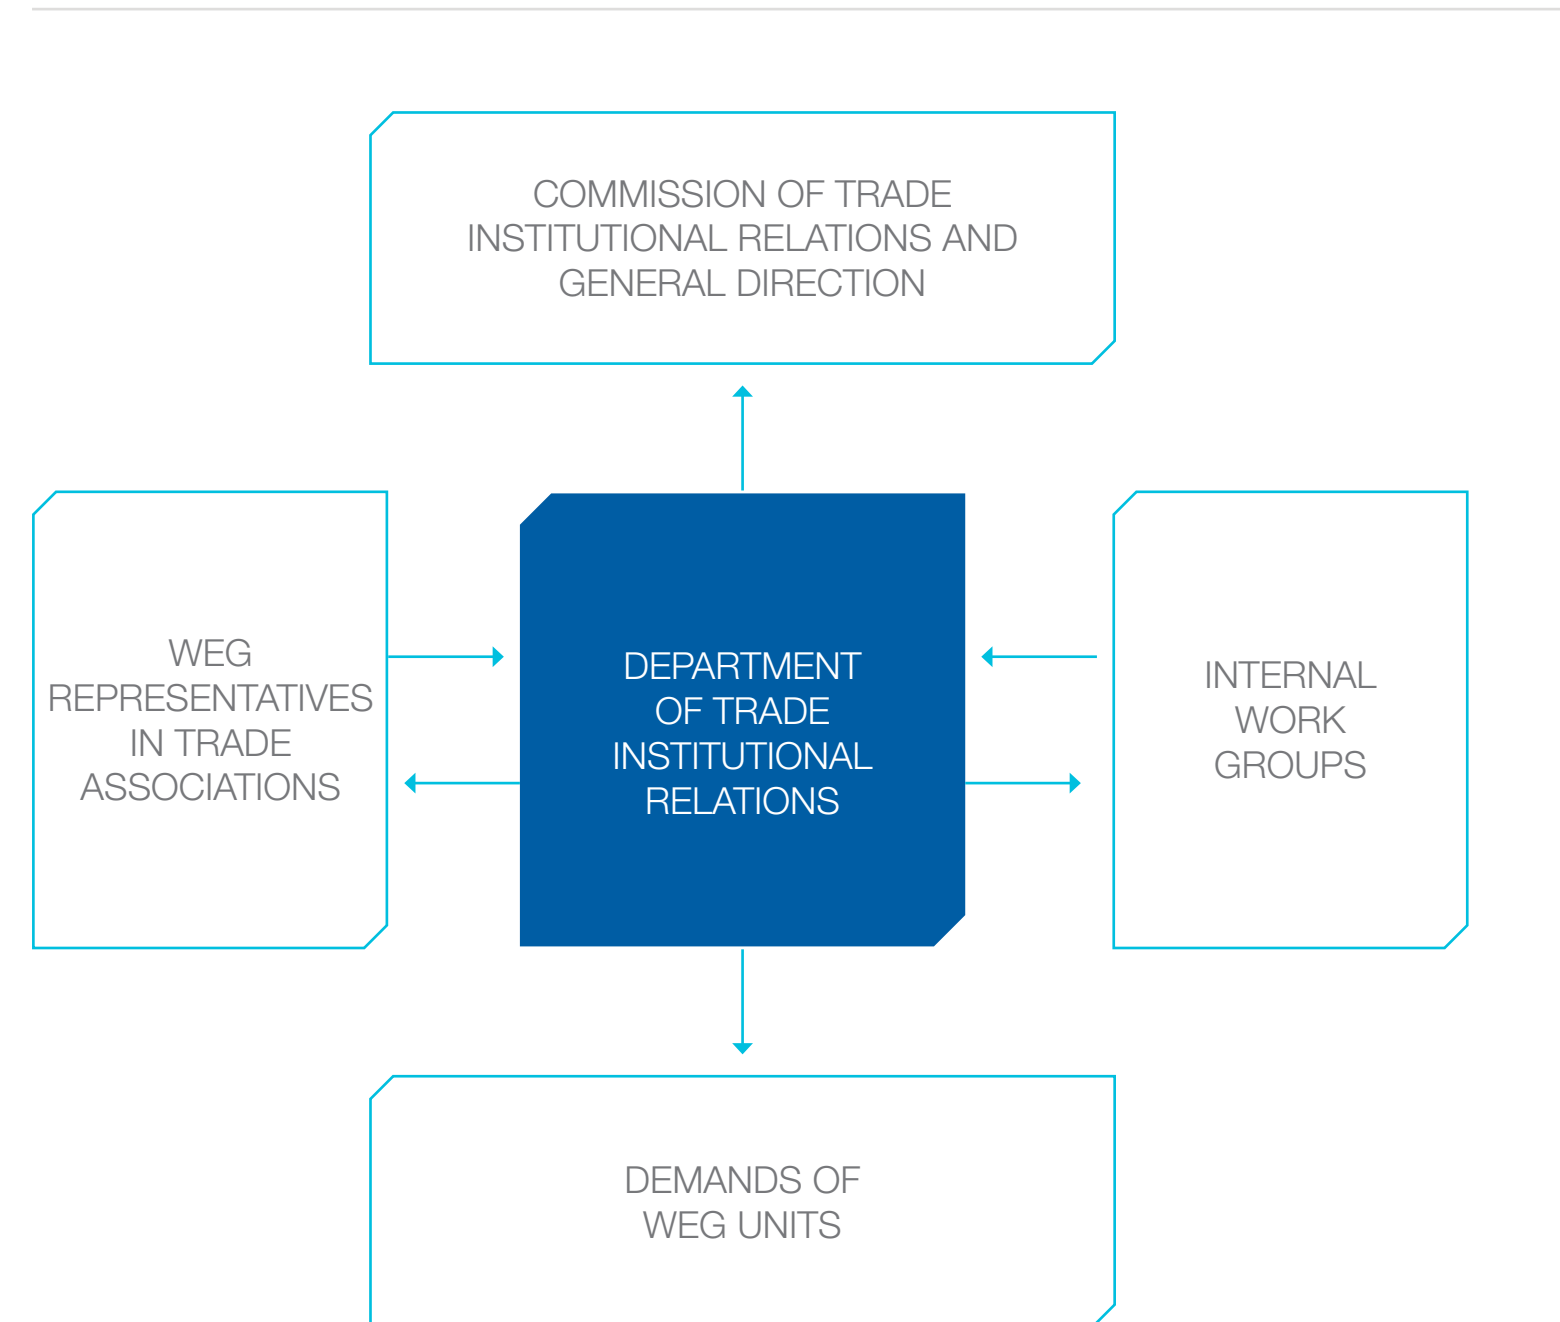 COMMISSION OF TRADE
INSTITUTIONAL RELATIONS AND
GENERAL DIRECTION
WEG
REPRESENTATIVES
IN TRADE
ASSOCIATIONS
DEPARTMENT
OF TRADE
INSTITUTIONAL
RELATIONS
INTERNAL
WORK
GROUPS
DEMANDS OF
WEG UNITS